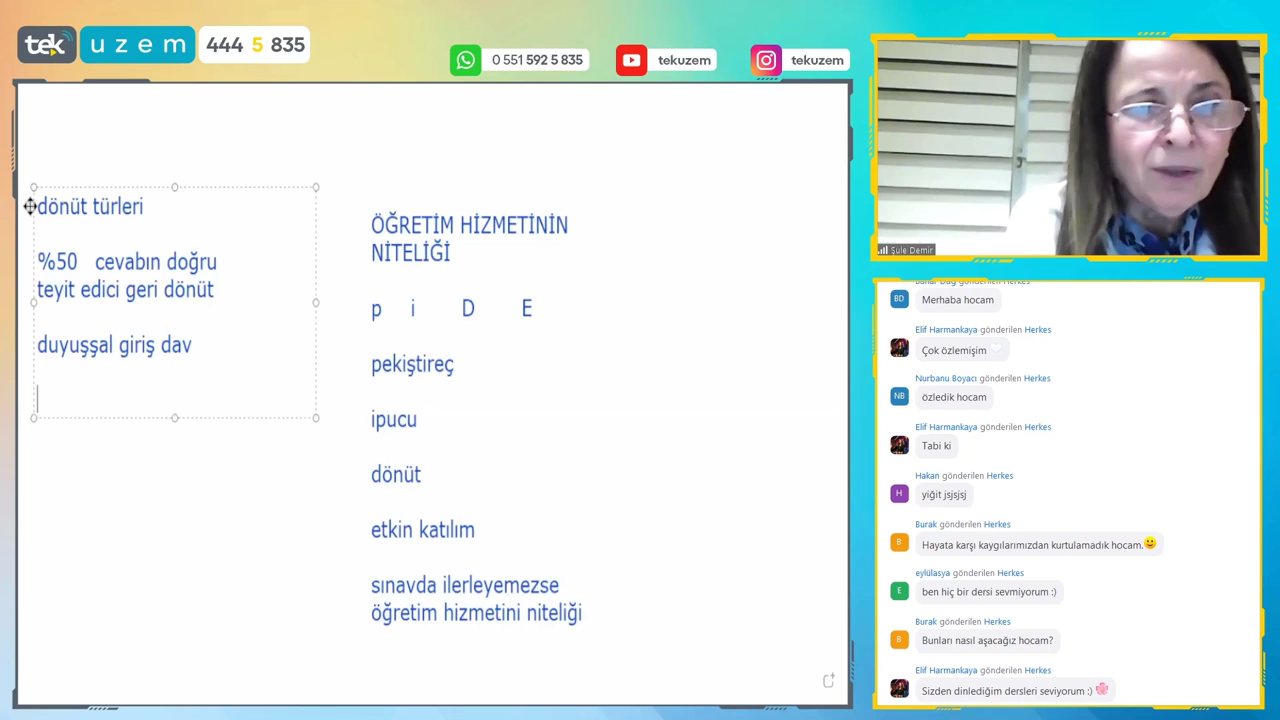 tek
uzem
444 5 835
0 551 592 5 835
tekuzem
tekuzem
dönüt türleri
%50 cevabın doğru
teyit edici geri dönüt
duyuşşal giriş dav
ÖĞRETİM HİZMETİNİN
NİTELİĞİ
p i D E
pekiştireç
ipucu
dönüt
etkin katılım
sınavda ilerleyemezse
öğretim hizmetini niteliği
Şule Demir
gönderilen Herkes
BD
Merhaba hocam
Elif Harmankaya gönderilen Herkes
Çok özlemişim
Nurbanu Boyacı gönderilen Herkes
NB
özledik hocam
Elif Harmankaya gönderilen Herkes
Tabi ki
Hakan gönderilen Herkes
H
yiğit jsjsjsj
Burak gönderilen Herkes
B
Hayata karşı kaygılarımızdan kurtulamadık hocam.
eylülasya gönderilen Herkes
E
ben hiç bir dersi sevmiyorum :)
Burak gönderilen Herkes
B
Bunları nasıl aşacağız hocam?
Elif Harmankaya gönderilen Herkes
Sizden dinlediğim dersleri seviyorum :)